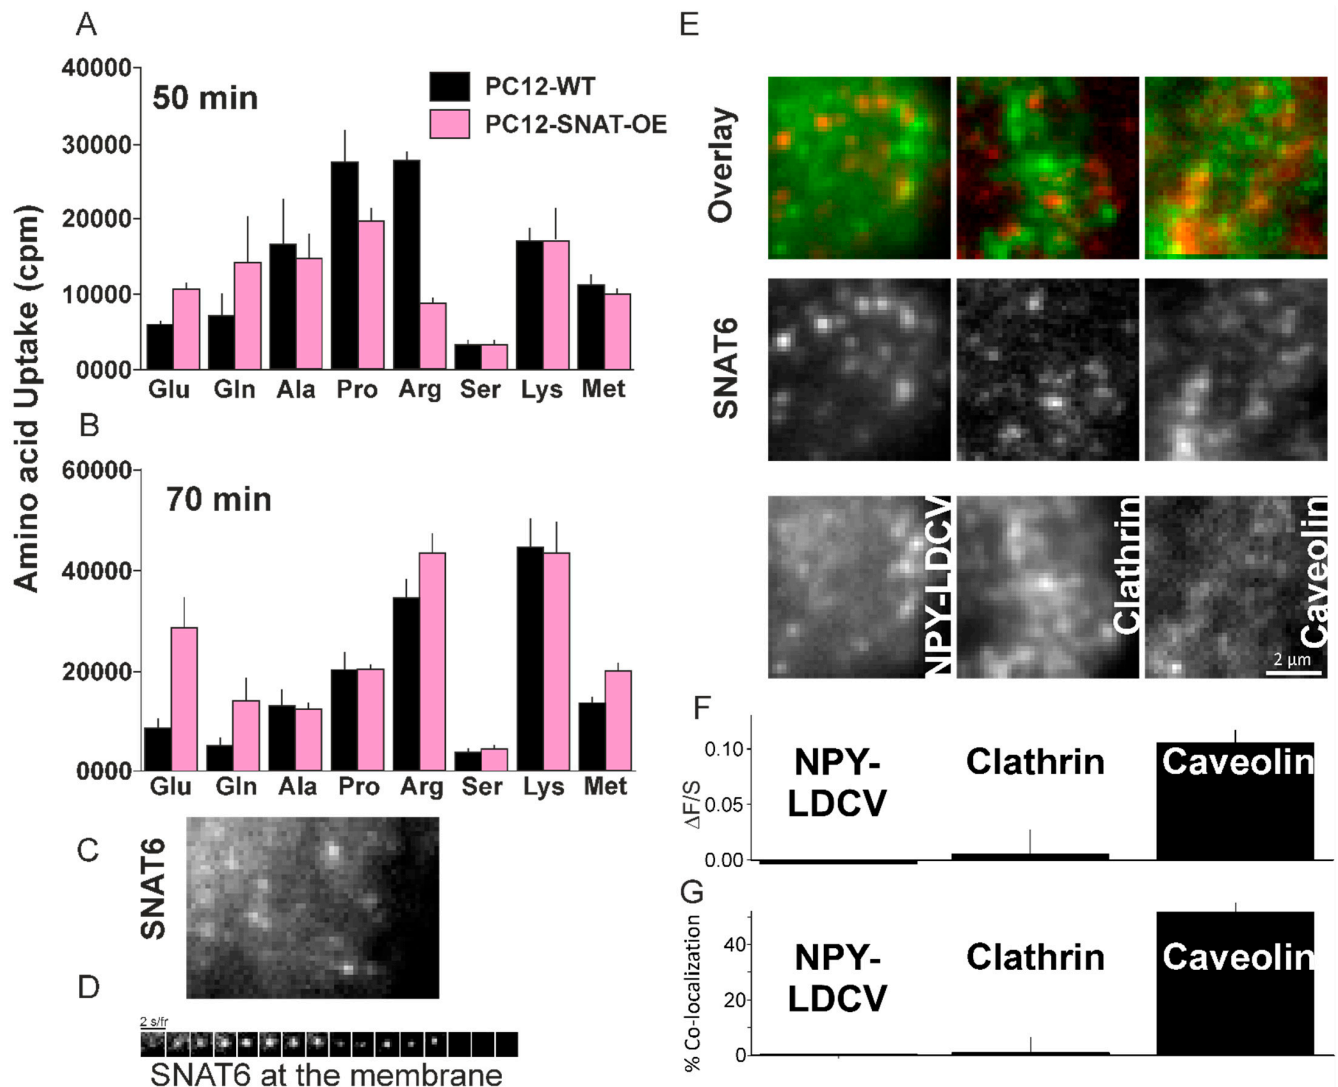 A
Amino acid Uptake (cpm)
40000
30000
20000
10000
0000
50 min
PC12-WT
PC12-SNAT-OE
Glu Gln Ala Pro Arg Ser Lys Met
B
60000
40000
20000
0000
70 min
Glu Gln Ala Pro Arg Ser Lys Met
C
SNAT6
D
2 s/fr
SNAT6 at the membrane
E
Overlay
SNAT6
NPY-LDCV
Clathrin
Caveolin
2 μm
F
ΔF/S
0.10
0.05
0.00
NPY-
LDCV
Clathrin
Caveolin
G
% Co-localization
40
20
0
NPY-
LDCV
Clathrin
Caveolin